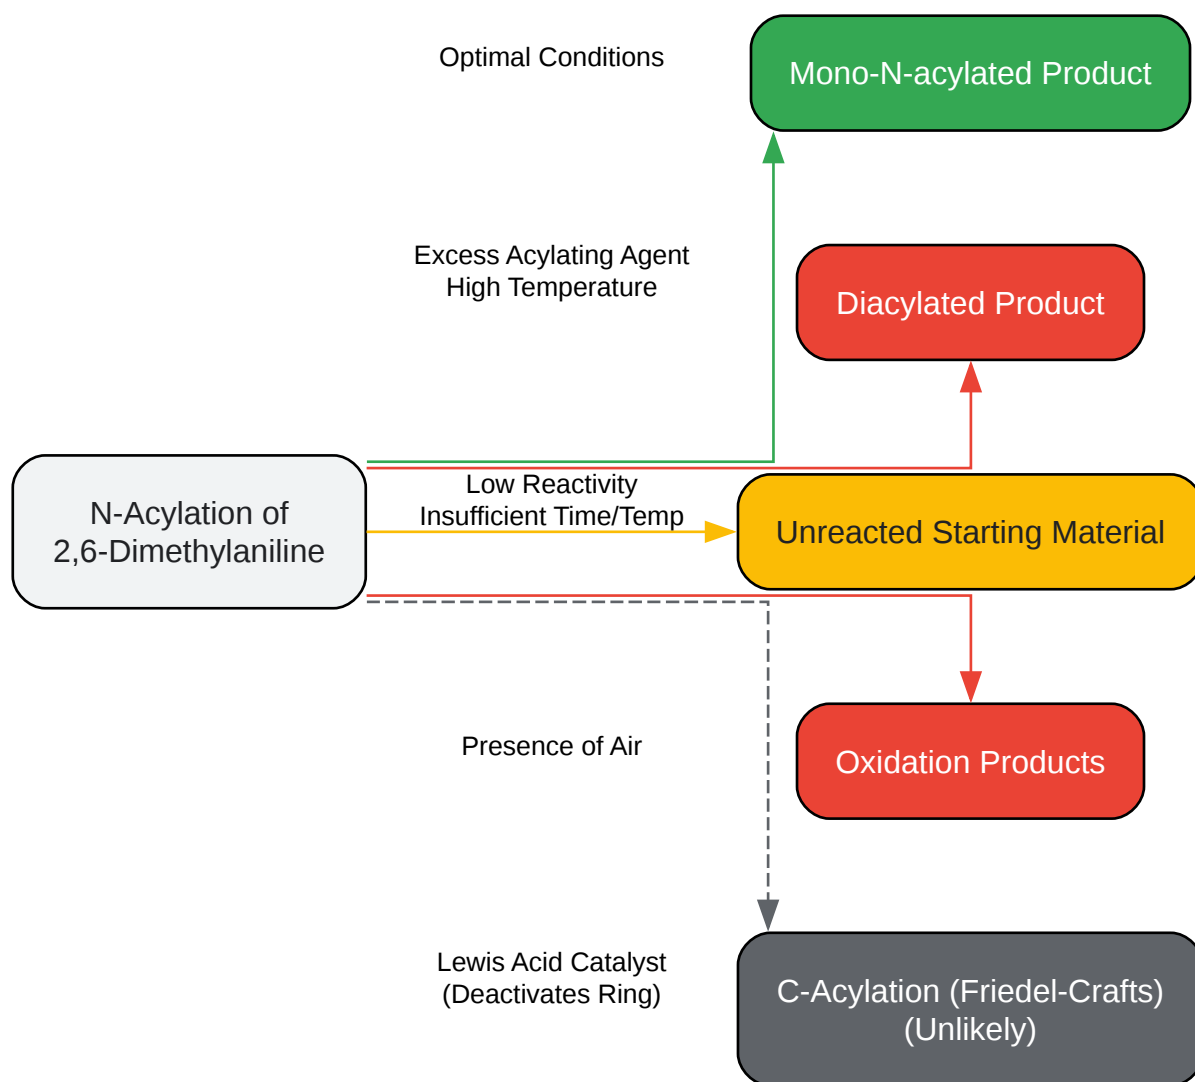 Optimal Conditions
Mono-N-acylated Product
Excess Acylating Agent
High Temperature
Diacylated Product
N-Acylation of
2,6-Dimethylaniline
Low Reactivity
Insufficient Time/Temp
Unreacted Starting Material
Presence of Air
Oxidation Products
Lewis Acid Catalyst
(Deactivates Ring)
C-Acylation (Friedel-Crafts)
(Unlikely)